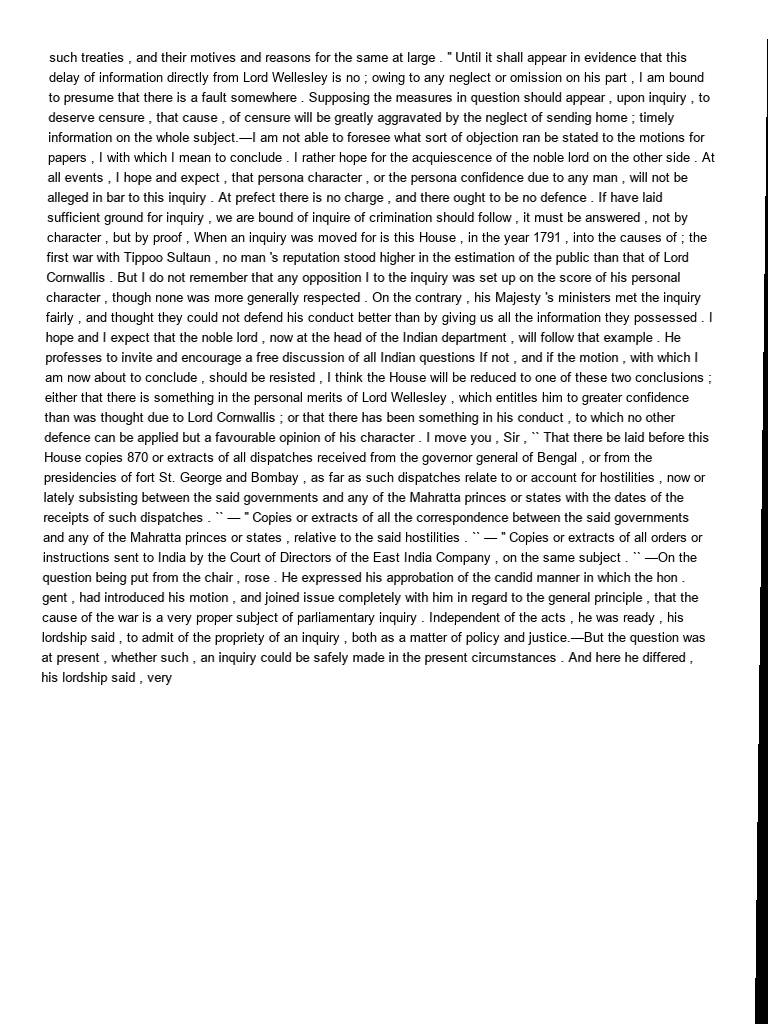 such treaties , and their motives and reasons for the same at large . " Until it shall appear in evidence that this
delay of information directly from Lord Wellesley is no ; owing to any neglect or omission on his part , I am bound
to presume that there is a fault somewhere . Supposing the measures in question should appear , upon inquiry , to
deserve censure , that cause , of censure will be greatly aggravated by the neglect of sending home ; timely
information on the whole subject.—I am not able to foresee what sort of objection ran be stated to the motions for
papers , I with which I mean to conclude . I rather hope for the acquiescence of the noble lord on the other side . At
all events , I hope and expect , that persona character , or the persona confidence due to any man , will not be
alleged in bar to this inquiry . At prefect there is no charge , and there ought to be no defence . If have laid
sufficient ground for inquiry , we are bound of inquire of crimination should follow , it must be answered , not by
character , but by proof , When an inquiry was moved for is this House , in the year 1791 , into the causes of ; the
first war with Tippoo Sultaun , no man 's reputation stood higher in the estimation of the public than that of Lord
Cornwallis . But I do not remember that any opposition I to the inquiry was set up on the score of his personal
character , though none was more generally respected . On the contrary , his Majesty 's ministers met the inquiry
fairly , and thought they could not defend his conduct better than by giving us all the information they possessed . I
hope and I expect that the noble lord , now at the head of the Indian department , will follow that example . He
professes to invite and encourage a free discussion of all Indian questions If not , and if the motion , with which I
am now about to conclude , should be resisted , I think the House will be reduced to one of these two conclusions ;
either that there is something in the personal merits of Lord Wellesley , which entitles him to greater confidence
than was thought due to Lord Cornwallis ; or that there has been something in his conduct , to which no other
defence can be applied but a favourable opinion of his character . I move you , Sir , `` That there be laid before this
House copies 870 or extracts of all dispatches received from the governor general of Bengal , or from the
presidencies of fort St. George and Bombay , as far as such dispatches relate to or account for hostilities , now or
lately subsisting between the said governments and any of the Mahratta princes or states with the dates of the
receipts of such dispatches . `` — " Copies or extracts of all the correspondence between the said governments
and any of the Mahratta princes or states , relative to the said hostilities . `` — " Copies or extracts of all orders or
instructions sent to India by the Court of Directors of the East India Company , on the same subject . `` —On the
question being put from the chair , rose . He expressed his approbation of the candid manner in which the hon .
gent , had introduced his motion , and joined issue completely with him in regard to the general principle , that the
cause of the war is a very proper subject of parliamentary inquiry . Independent of the acts , he was ready , his
lordship said , to admit of the propriety of an inquiry , both as a matter of policy and justice.—But the question was
at present , whether such , an inquiry could be safely made in the present circumstances . And here he differed ,
his lordship said , very